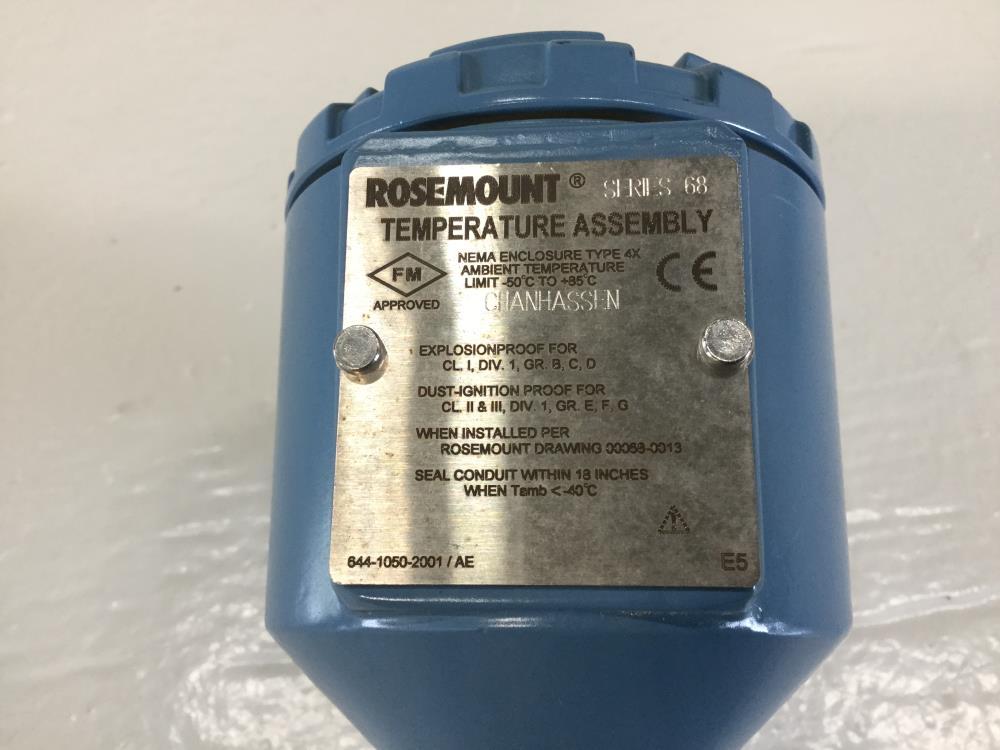 ROSEMOUNT® SERIES 68
TEMPERATURE ASSEMBLY
FM
APPROVED
NEMA ENCLOSURE TYPE 4X
AMBIENT TEMPERATURE
LIMIT -50°C TO +85°C
CE
CHANHASSEN
EXPLOSIONPROOF FOR
CL. I, DIV. 1, GR. B, C, D
DUST-IGNITION PROOF FOR
CL. II & III, DIV. 1, GR. E, F, G
WHEN INSTALLED PER
ROSEMOUNT DRAWING 00068-0013
SEAL CONDUIT WITHIN 18 INCHES
WHEN Tamb < -40°C
644-1050-2001 / AE
E5